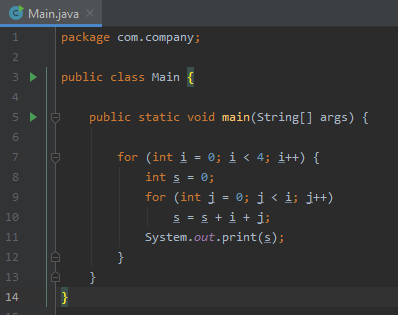 Main.java
1 package com.company;
2
3 public class Main {
4
5 public static void main(String[] args) {
6
7 for (int i = 0; i < 4; i++) {
8 int s = 0;
9 for (int j = 0; j < i; j++)
10 s = s + i + j;
11 System.out.print(s);
12 }
13 }
14 }